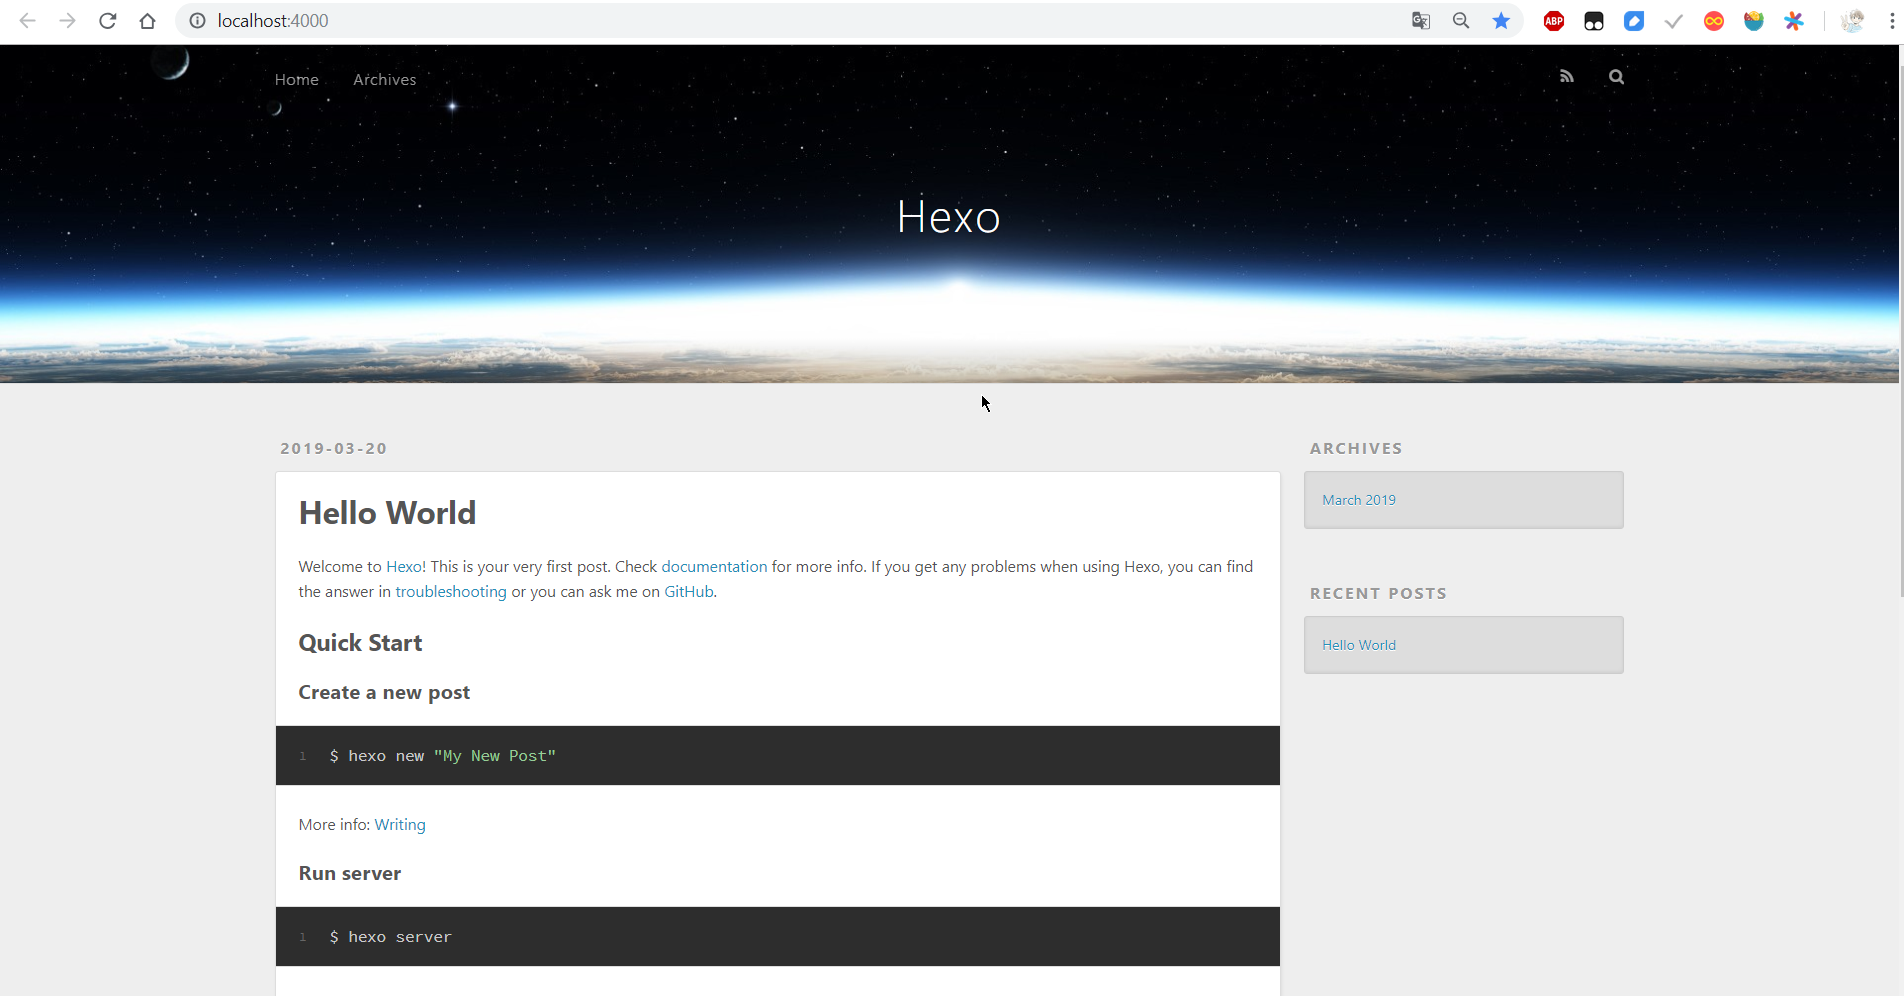 localhost:4000
ABP
Home Archives
Hexo
2019-03-20
Hello World
Welcome to Hexo! This is your very first post. Check documentation for more info. If you get any problems when using Hexo, you can find
the answer in troubleshooting or you can ask me on GitHub.
Quick Start
Create a new post
1 $ hexo new "My New Post"
More info: Writing
Run server
1 $ hexo server
ARCHIVES
March 2019
RECENT POSTS
Hello World